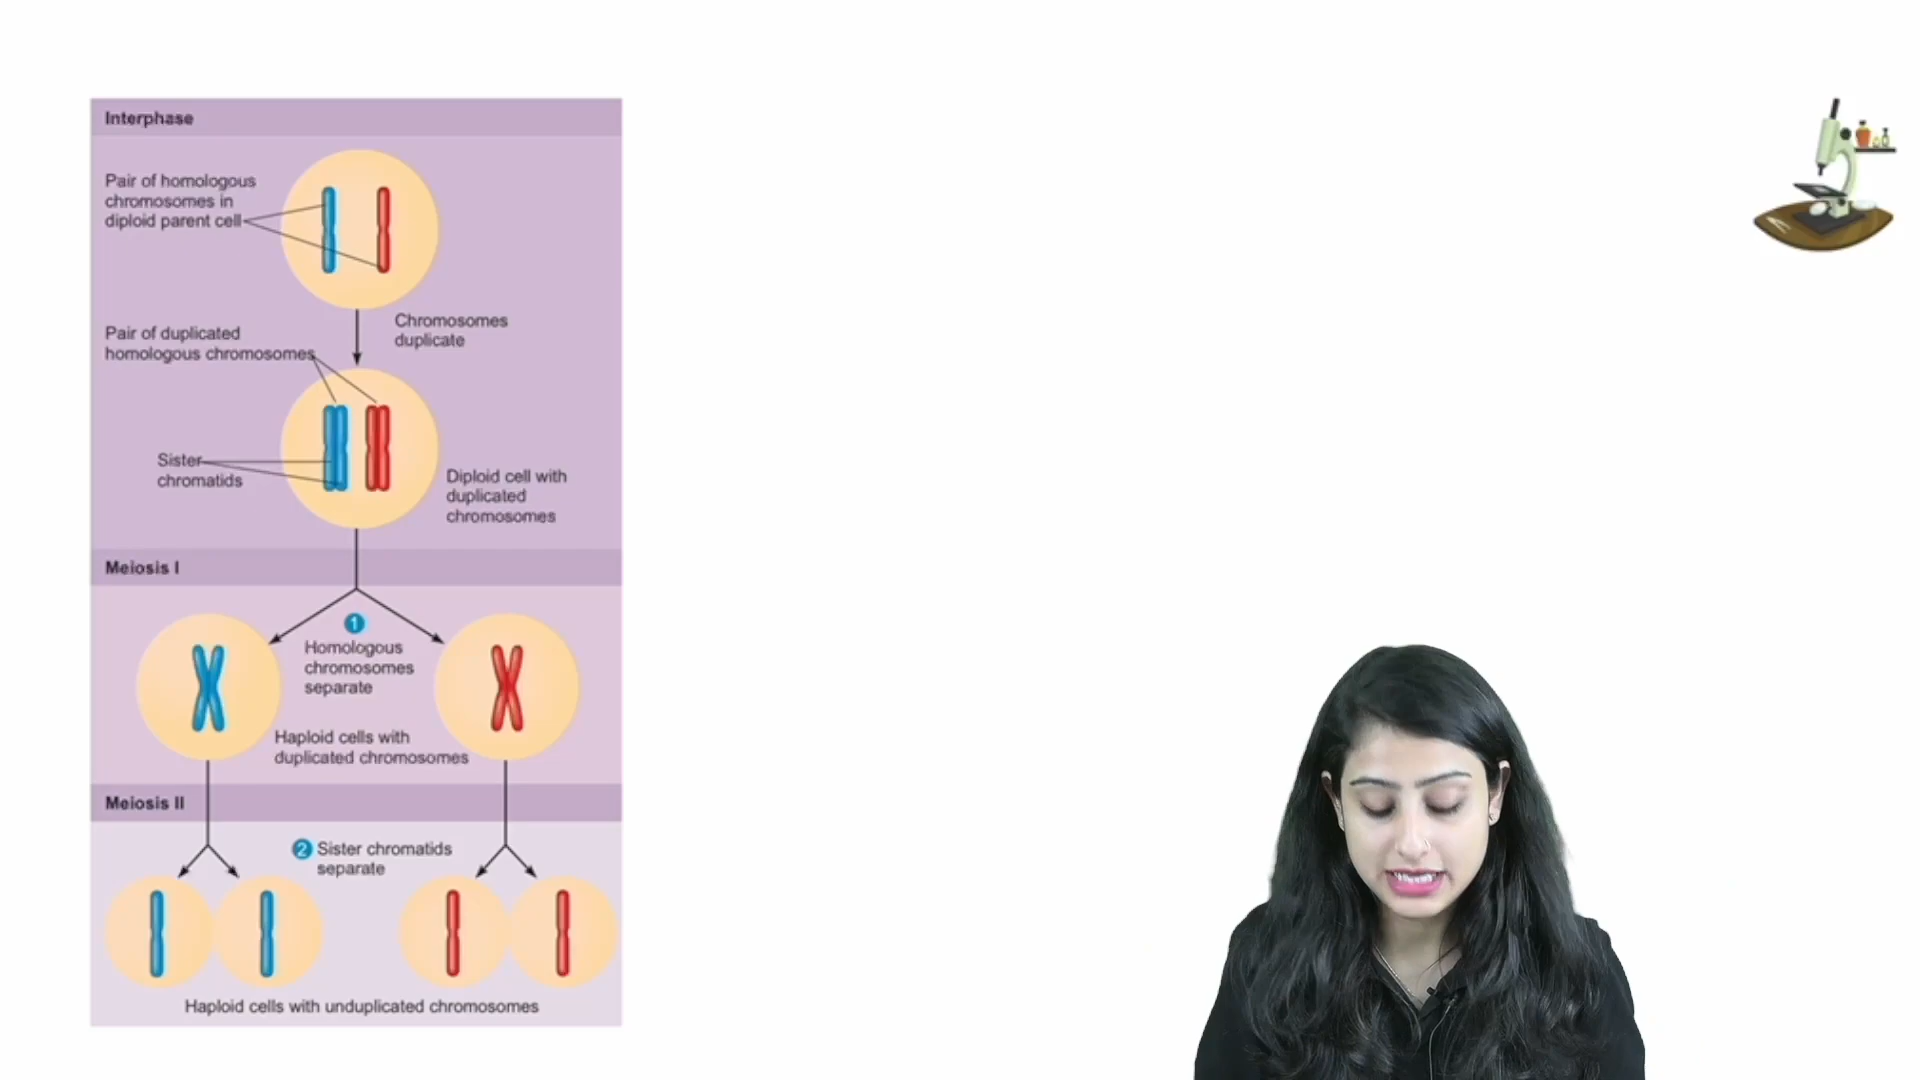 Interphase
Pair of homologous
chromosomes in
diploid parent cell
Chromosomes
duplicate
Pair of duplicated
homologous chromosomes
Sister
chromatids
Diploid cell with
duplicated
chromosomes
Meiosis I
1
Homologous
chromosomes
separate
Haploid cells with
duplicated chromosomes
Meiosis II
2 Sister chromatids
separate
Haploid cells with unduplicated chromosomes